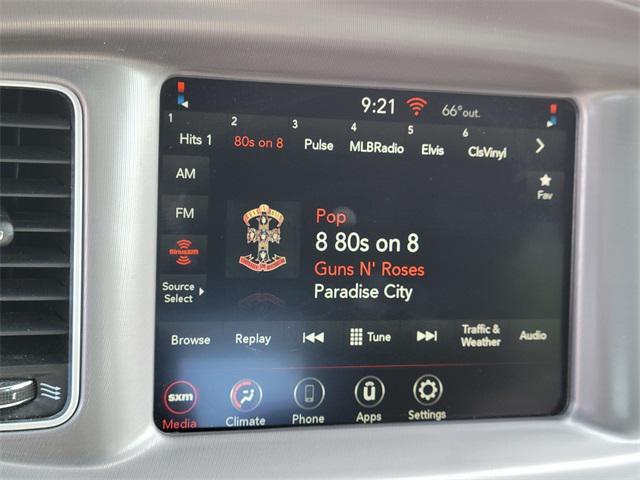 9:21 66°out.
1 2 3 4 5 6
Hits 1 80s on 8 Pulse MLBRadio Elvis ClsVinyl
AM
Fav
FM
Pop
8 80s on 8
SiriusXM
Guns N' Roses
Source
Select
Paradise City
Browse Replay Tune Traffic &
Weather Audio
sxm
Media Climate Phone Apps Settings